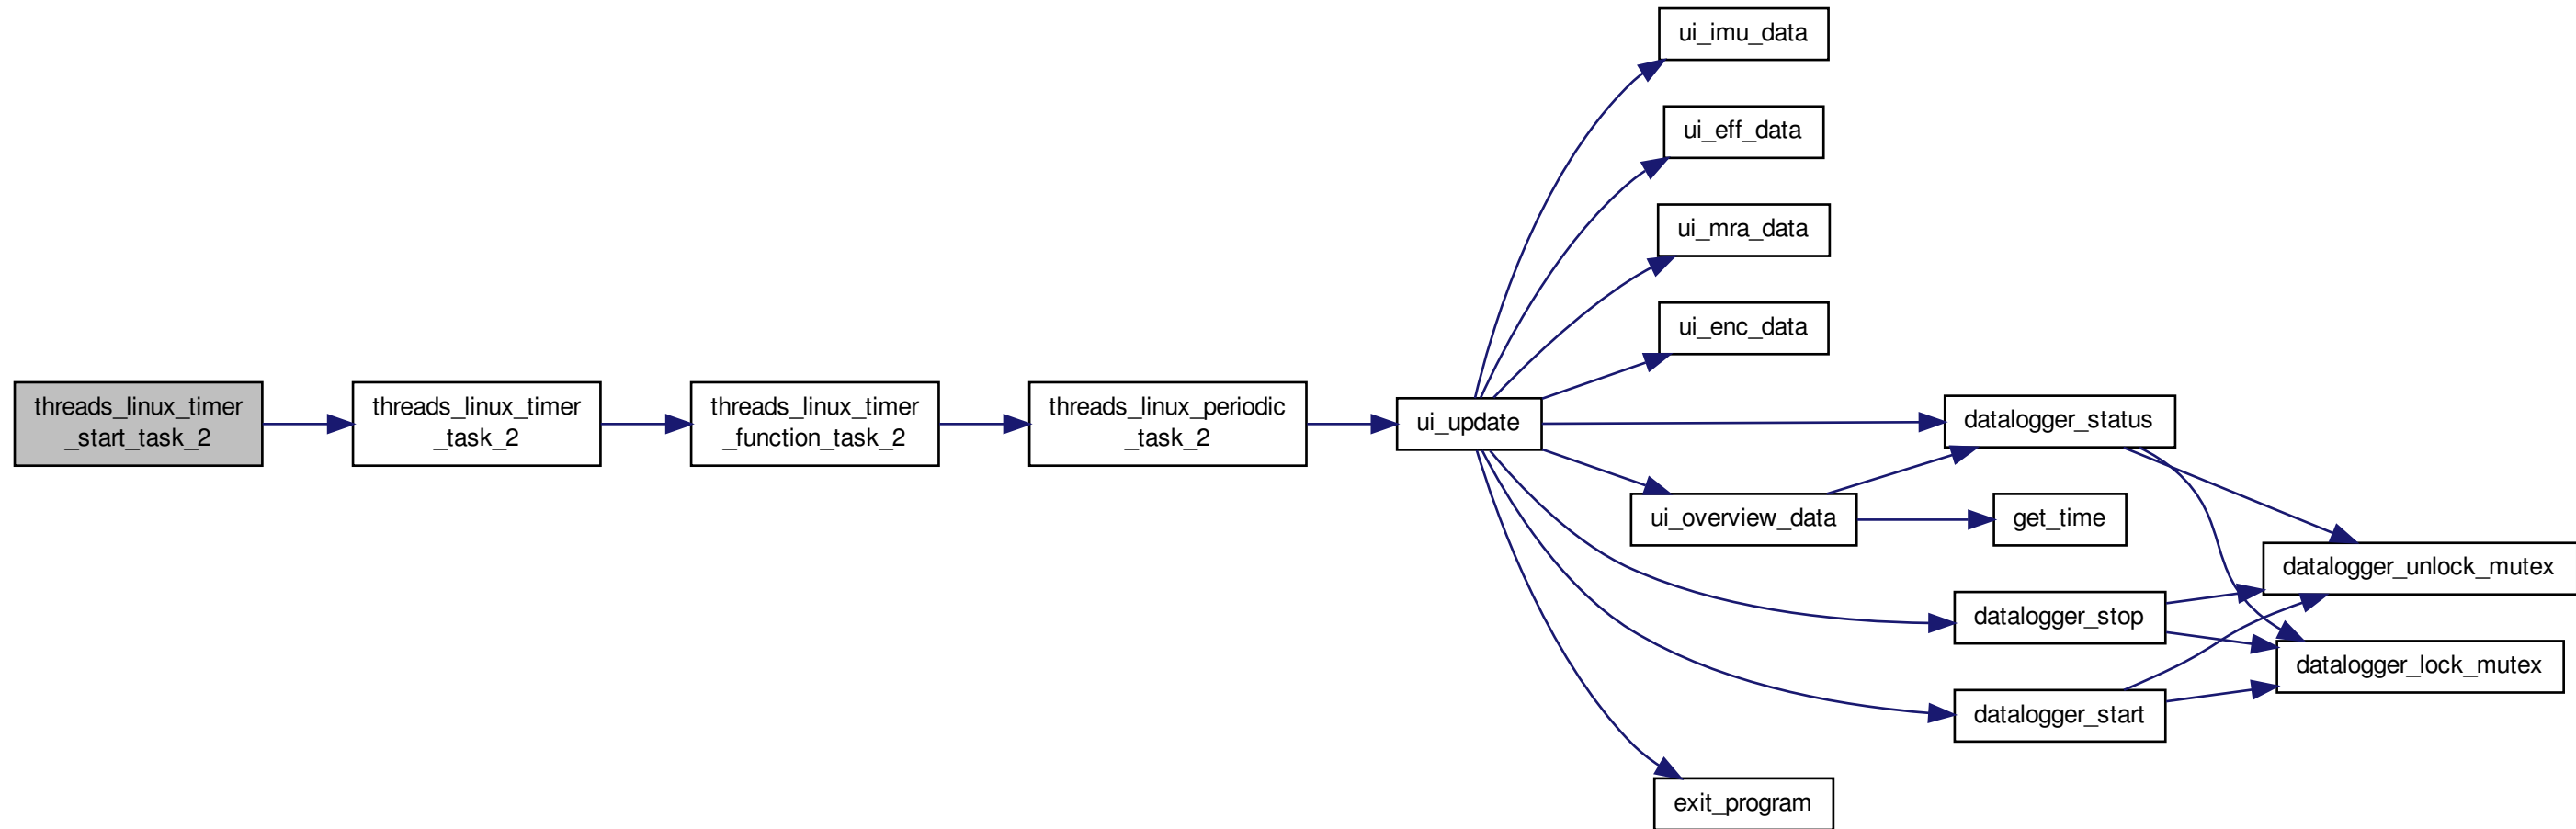 ui_imu_data
ui_eff_data
ui_mra_data
ui_enc_data
threads_linux_timer
_start_task_2
threads_linux_timer
_task_2
threads_linux_timer
_function_task_2
threads_linux_periodic
_task_2
ui_update
datalogger_status
ui_overview_data
get_time
datalogger_unlock_mutex
datalogger_stop
datalogger_lock_mutex
datalogger_start
exit_program